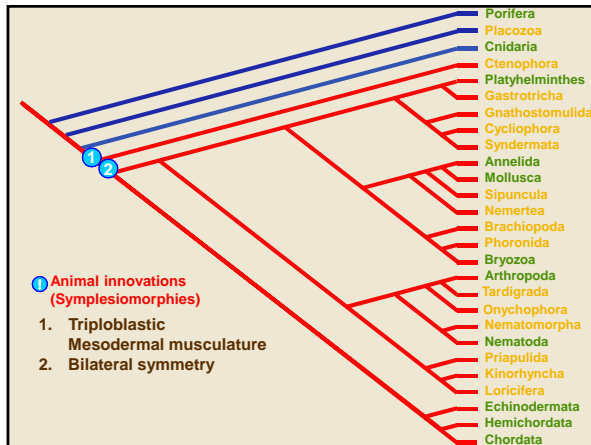 Porifera
Placozoa
Cnidaria
Ctenophora
Platyhelminthes
Gastrotricha
Gnathostomulida
Cycliophora
Syndermata
Annelida
Mollusca
Sipuncula
Nemertea
Brachiopoda
Phoronida
Bryozoa
Arthropoda
Tardigrada
Onychophora
Nematomorpha
Nematoda
Priapulida
Kinorhyncha
Loricifera
Echinodermata
Hemichordata
Chordata
1
2
! Animal innovations
(Symplesiomorphies)
1. Triploblastic
Mesodermal musculature
2. Bilateral symmetry